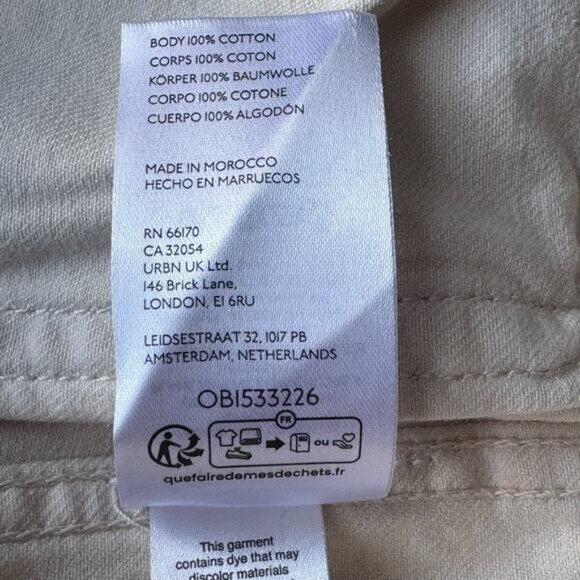 BODY 100% COTTON
CORPS 100% COTON
KÖRPER 100% BAUMWOLLE
CORPO 100% COTONE
CUERPO 100% ALGODÓN
MADE IN MOROCCO
HECHO EN MARRUECOS
RN 66170
CA 32054
URBN UK Ltd.
146 Brick Lane,
LONDON, E1 6RU
LEIDSESTRAAT 32, 1017 PB
AMSTERDAM, NETHERLANDS
OB1533226
FR
ou
quefairedemesdechets.fr
This garment
contains dye that may
discolor materials